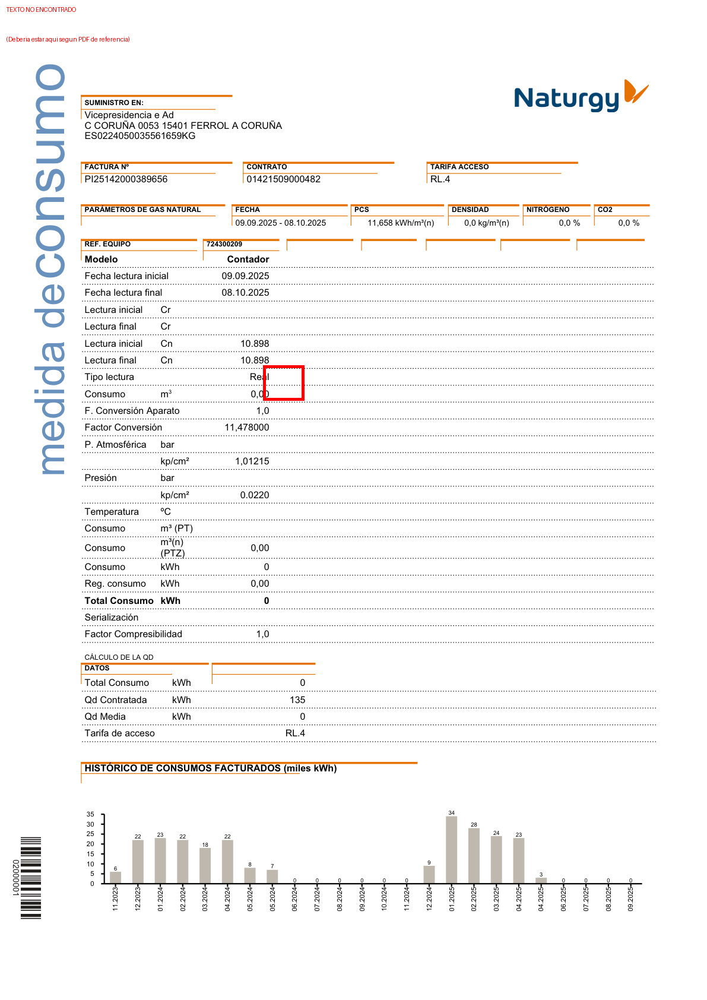 TEXTO NO ENCONTRADO
(Deberia estar aqui segun PDF de referencia)
medida de consumo
Naturgy
SUMINISTRO EN:
Vicepresidencia e Ad
C CORUÑA 0053 15401 FERROL A CORUÑA
ES0224050035561659KG
FACTURA Nº CONTRATO TARIFA ACCESO
PI25142000389656 01421509000482 RL.4
PARÁMETROS DE GAS NATURAL FECHA PCS DENSIDAD NITRÓGENO CO2
09.09.2025 - 08.10.2025 11,658 kWh/m³(n) 0,0 kg/m³(n) 0,0 % 0,0 %
REF. EQUIPO 724300209
Modelo Contador
Fecha lectura inicial 09.09.2025
Fecha lectura final 08.10.2025
Lectura inicial Cr
Lectura final Cr
Lectura inicial Cn 10.898
Lectura final Cn 10.898
Tipo lectura Real
Consumo m³ 0,00
F. Conversión Aparato 1,0
Factor Conversión 11,478000
P. Atmosférica bar
kp/cm² 1,01215
Presión bar
kp/cm² 0.0220
Temperatura ºC
Consumo m³ (PT)
Consumo m³(n) (PTZ) 0,00
Consumo kWh 0
Reg. consumo kWh 0,00
Total Consumo kWh 0
Serialización
Factor Compresibilidad 1,0
CÁLCULO DE LA QD
DATOS
Total Consumo kWh 0
Qd Contratada kWh 135
Qd Media kWh 0
Tarifa de acceso RL.4
HISTÓRICO DE CONSUMOS FACTURADOS (miles kWh)
35
30
25
20
15
10
5
0
6 22 23 22 18 22 8 7 0 0 0 0 0 0 9 34 28 24 23 3 0 0 0 0
11.2023 12.2023 01.2024 02.2024 03.2024 04.2024 05.2024 05.2024 06.2024 07.2024 08.2024 09.2024 10.2024 11.2024 12.2024 01.2025 02.2025 03.2025 04.2025 04.2025 06.2025 07.2025 08.2025 09.2025
02000001